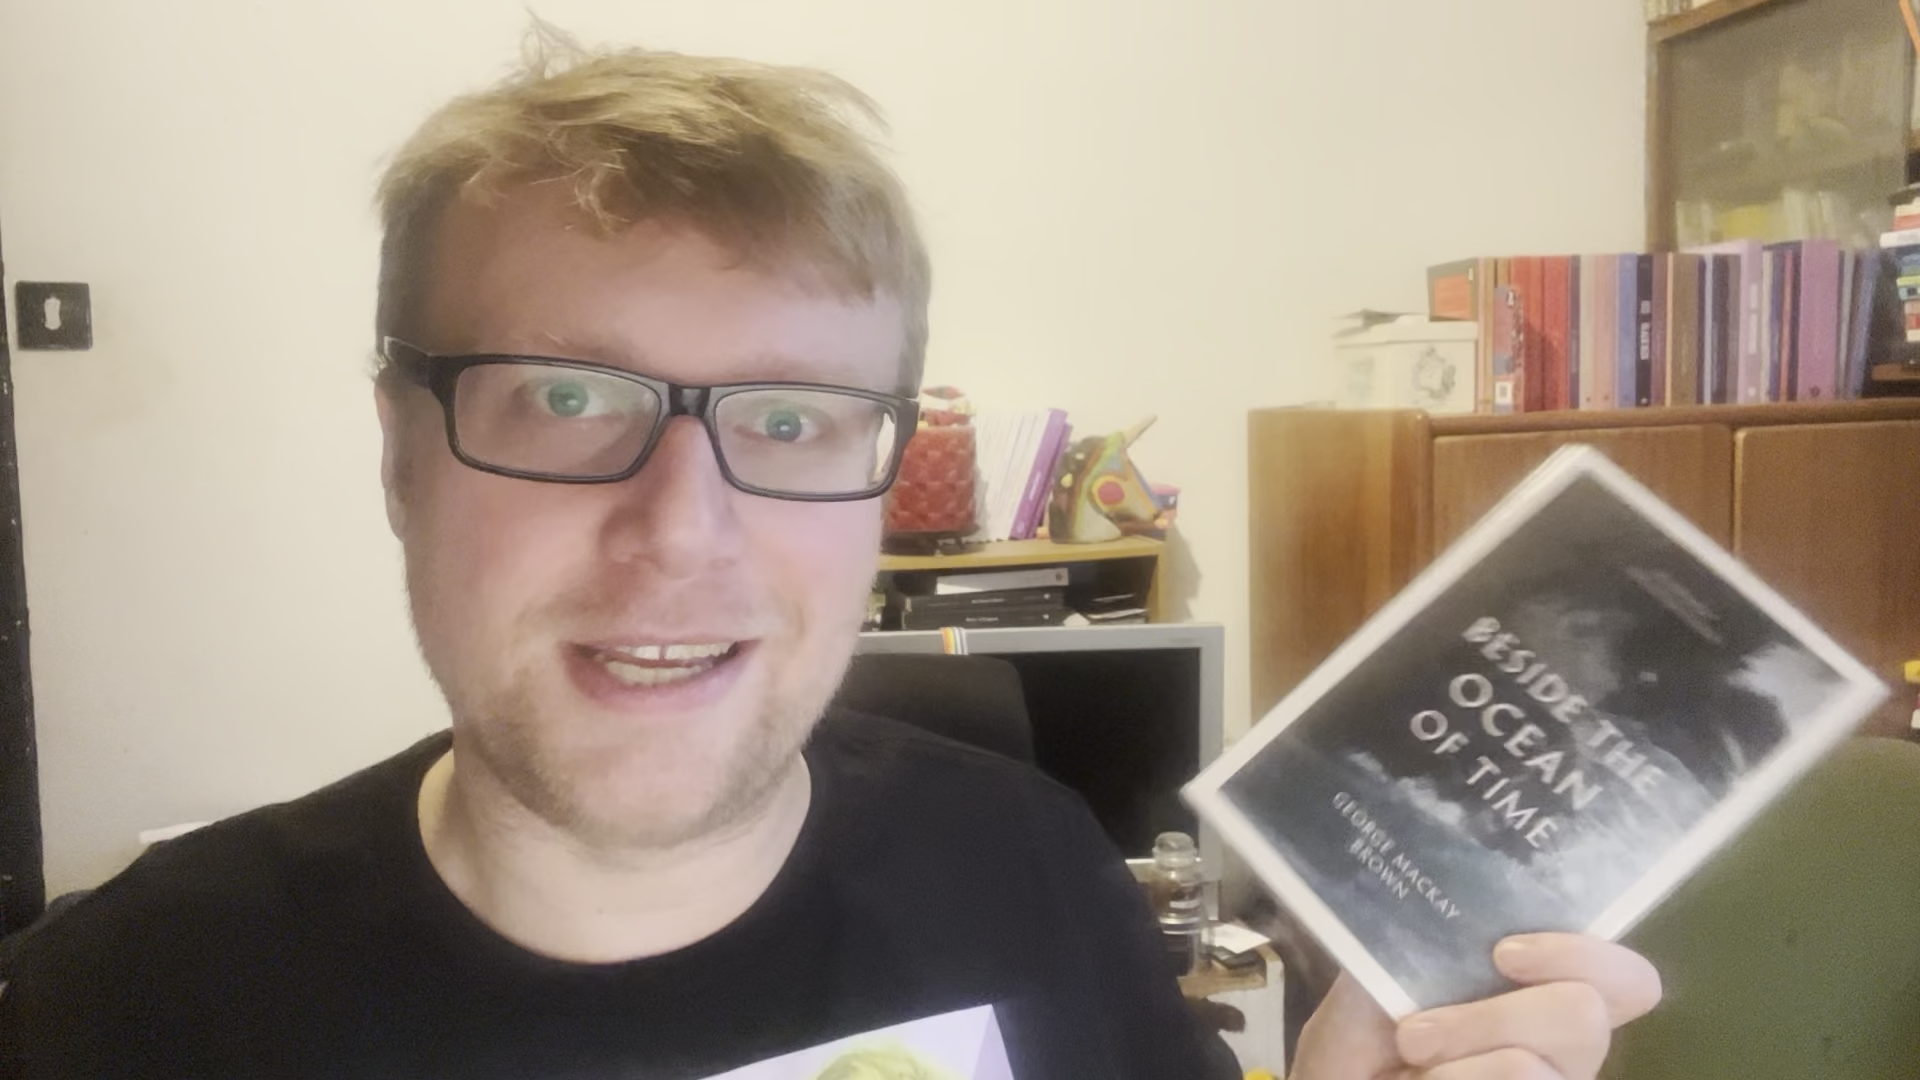 BESIDE THE
OCEAN
OF TIME
GEORGE MACKAY
BROWN